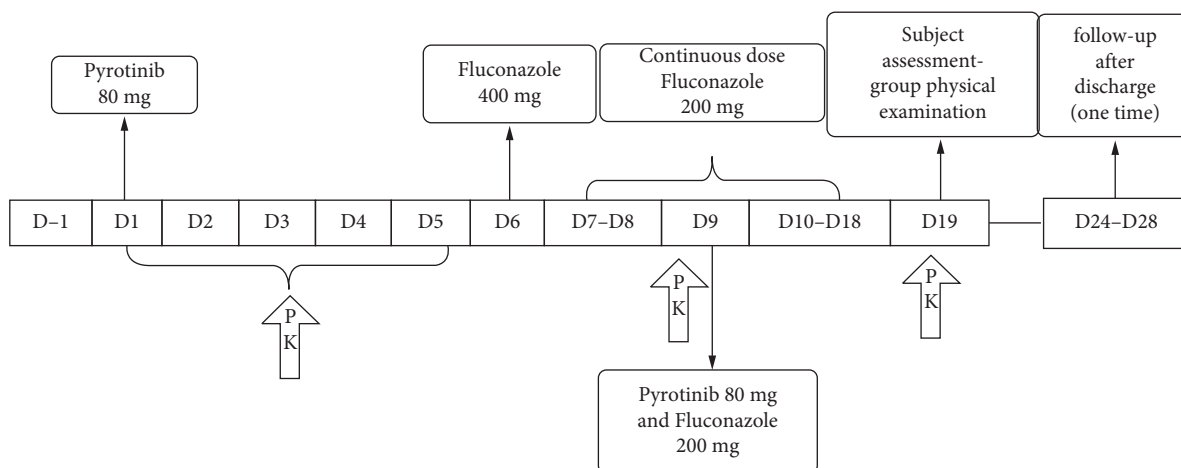 Pyrotinib
80 mg
Fluconazole
400 mg
Continuous dose
Fluconazole
200 mg
Subject
assessment-
group physical
examination
follow-up
after
discharge
(one time)
D–1
D1
D2
D3
D4
D5
D6
D7–D8
D9
D10–D18
D19
D24–D28
P
K
P
K
P
K
Pyrotinib 80 mg
and Fluconazole
200 mg